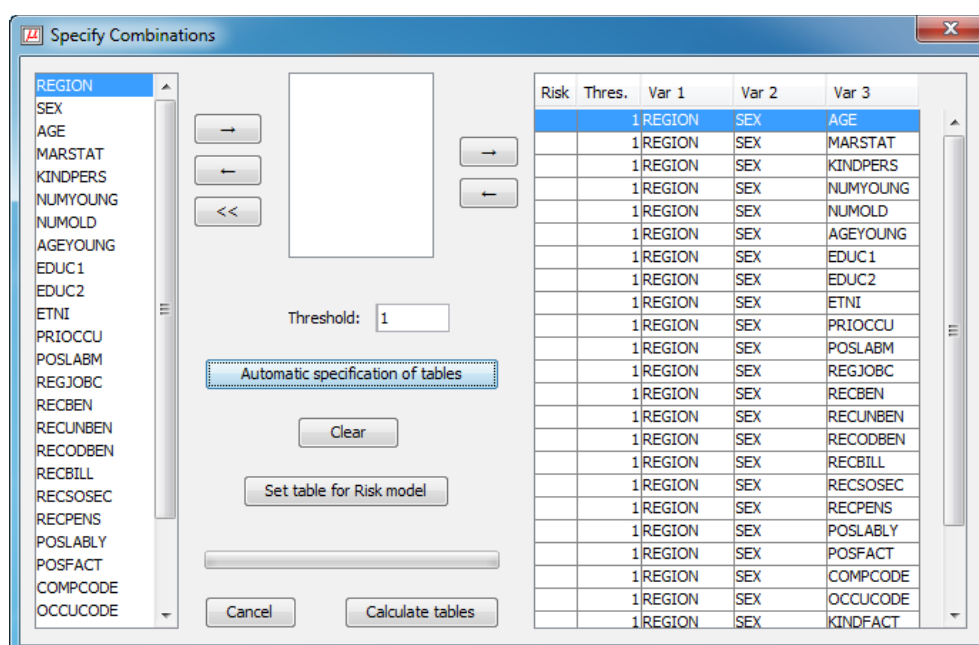 μ Specify Combinations x
REGION
SEX
AGE
MARSTAT
KINDPERS
NUMYOUNG
NUMOLD
AGEYOUNG
EDUC1
EDUC2
ETNI
PRIOCCU
POSLABM
REGJOBC
RECBEN
RECUNBEN
RECODBEN
RECBILL
RECSOSEC
RECPENS
POSLABLY
POSFACT
COMPCODE
OCCUCODE
→
←
<<
→
←
Threshold: 1
Automatic specification of tables
Clear
Set table for Risk model
Cancel Calculate tables
Risk Thres. Var 1 Var 2 Var 3
1 REGION SEX AGE
1 REGION SEX MARSTAT
1 REGION SEX KINDPERS
1 REGION SEX NUMYOUNG
1 REGION SEX NUMOLD
1 REGION SEX AGEYOUNG
1 REGION SEX EDUC1
1 REGION SEX EDUC2
1 REGION SEX ETNI
1 REGION SEX PRIOCCU
1 REGION SEX POSLABM
1 REGION SEX REGJOBC
1 REGION SEX RECBEN
1 REGION SEX RECUNBEN
1 REGION SEX RECODBEN
1 REGION SEX RECBILL
1 REGION SEX RECSOSEC
1 REGION SEX RECPENS
1 REGION SEX POSLABLY
1 REGION SEX POSFACT
1 REGION SEX COMPCODE
1 REGION SEX OCCUCODE
1 REGION SEX KINDFACT